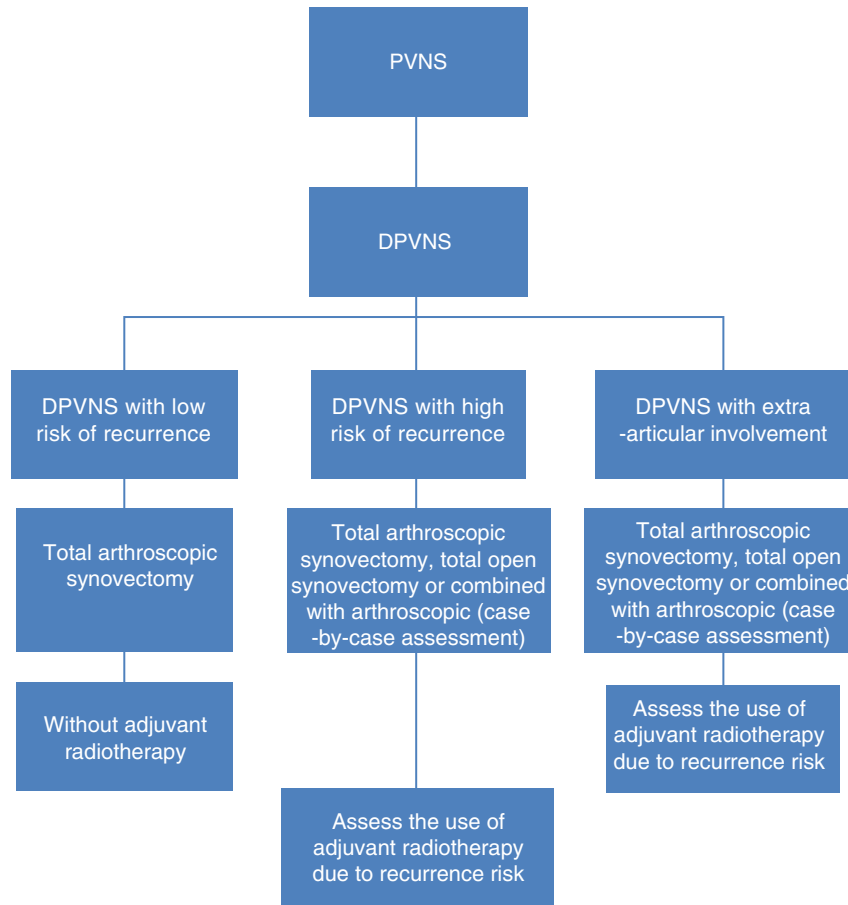 PVNS
DPVNS
DPVNS with low
risk of recurrence
DPVNS with high
risk of recurrence
DPVNS with extra
-articular involvement
Total arthroscopic
synovectomy
Total arthroscopic
synovectomy, total open
synovectomy or combined
with arthroscopic (case
-by-case assessment)
Total arthroscopic
synovectomy, total open
synovectomy or combined
with arthroscopic (case
-by-case assessment)
Without adjuvant
radiotherapy
Assess the use of
adjuvant radiotherapy
due to recurrence risk
Assess the use of
adjuvant radiotherapy
due to recurrence risk